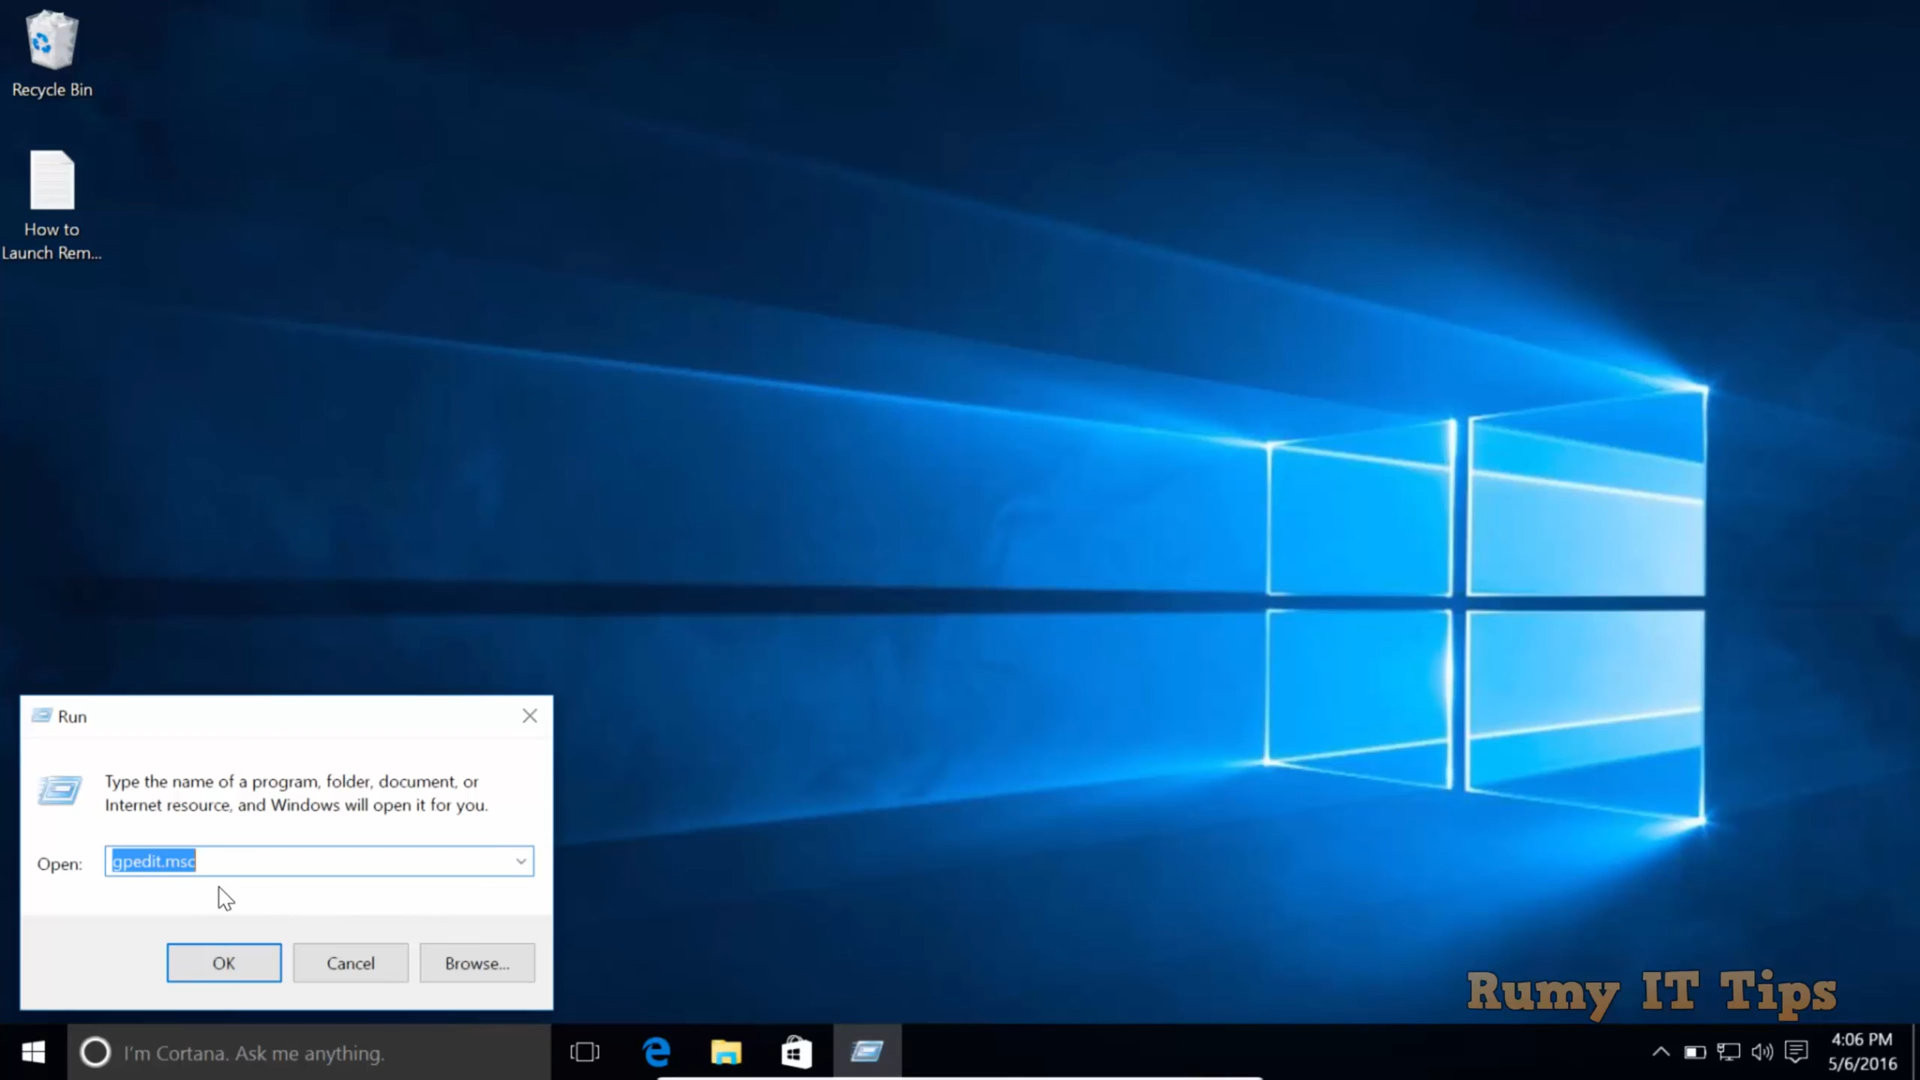 Recycle Bin
How to
Launch Rem...
Run
Type the name of a program, folder, document, or
Internet resource, and Windows will open it for you.
Open: gpedit.msc
OK Cancel Browse...
Rumy IT Tips
I'm Cortana. Ask me anything.
4:06 PM
5/6/2016